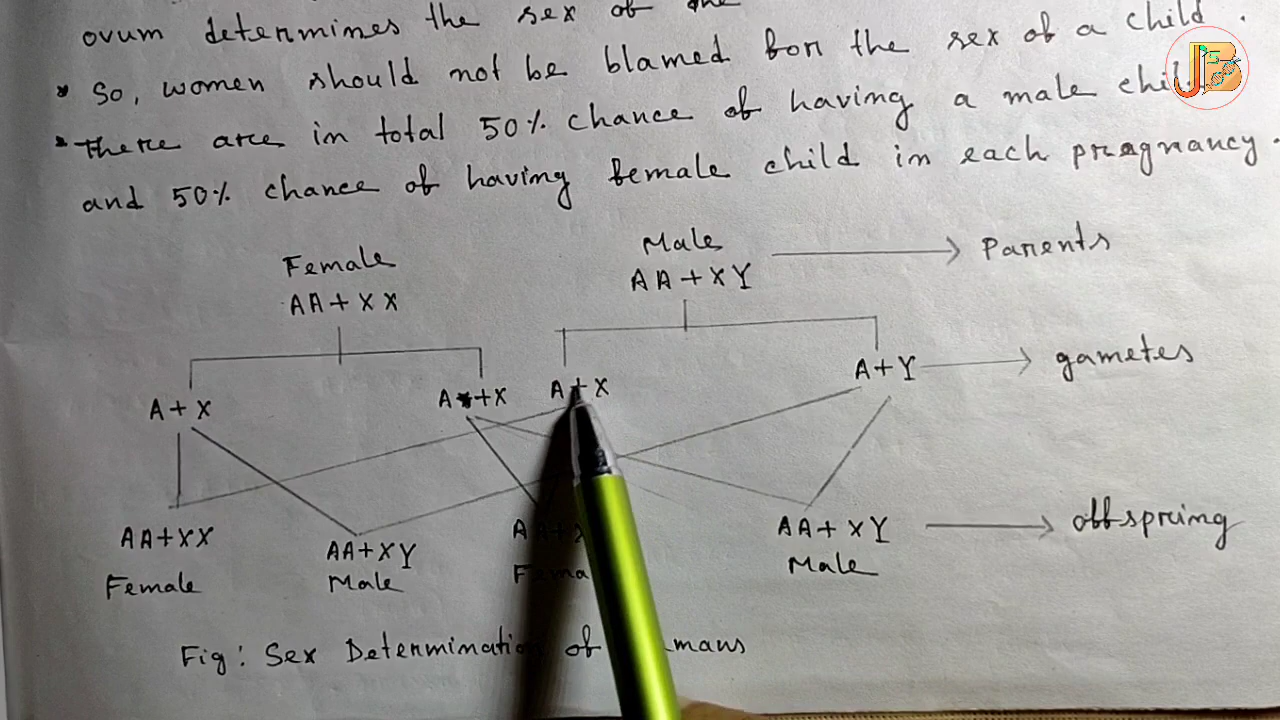 ovum determines the sex of the
* So, women should not be blamed for the sex of a child.
* There are in total 50% chance of having a male child
and 50% chance of having female child in each pregnancy.
Female
Male
Parents
AA+XX
AA+XY
A+X
A+X
A+X
A+Y
gametes
AA+XX
AA+XY
AA+XY
offspring
Female
Male
Male
Fig: Sex Determination of